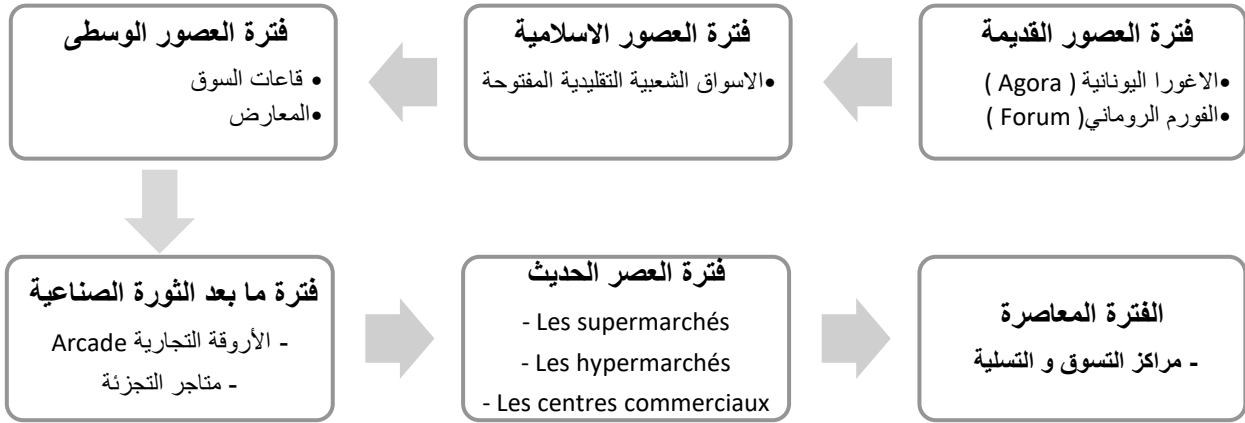 فترة العصور القديمة
•الاغورا اليونانية ( Agora )
•الفورم الروماني( Forum )
فترة العصور الاسلامية
•الاسواق الشعبية التقليدية المفتوحة
فترة العصور الوسطى
• قاعات السوق
•المعارض
فترة ما بعد الثورة الصناعية
- الأروقة التجارية Arcade
- متاجر التجزئة
فترة العصر الحديث
- Les supermarchés
- Les hypermarchés
- Les centres commerciaux
الفترة المعاصرة
- مراكز التسوق و التسلية